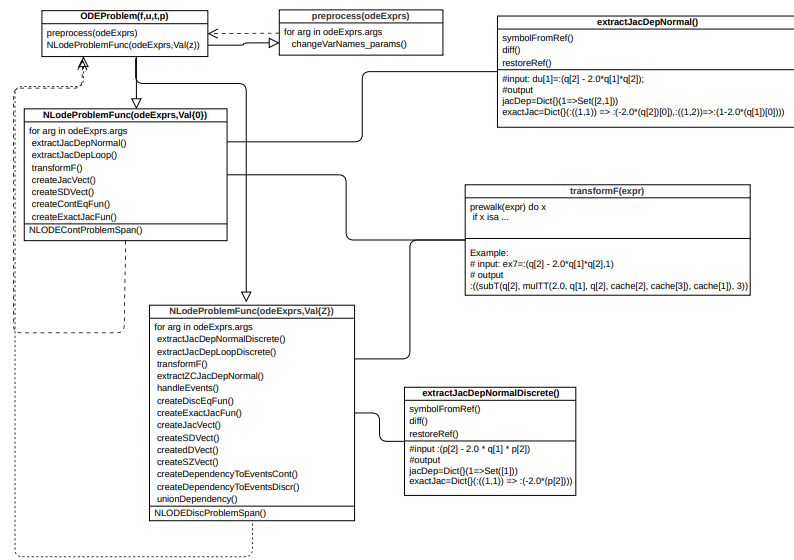 ODEProblem(f,u,t,p)
preprocess(odeExprs)
NLodeProblemFunc(odeExprs,Val(z))
preprocess(odeExprs)
for arg in odeExprs.args
changeVarNames_params()
extractJacDepNormal()
symbolFromRef()
diff()
restoreRef()
#input: du[1]=:(q[2] - 2.0*q[1]*q[2]);
#output
jacDep=Dict{}(1=>Set([2,1]))
exactJac=Dict{}(:((1,1)) => :(-2.0*(q[2])[0]),:((1,2))=>:(1-2.0*(q[1])[0])))
NLodeProblemFunc(odeExprs,Val{0})
for arg in odeExprs.args
extractJacDepNormal()
extractJacDepLoop()
transformF()
createJacVect()
createSDVect()
createContEqFun()
createExactJacFun()
NLODEContProblemSpan()
transformF(expr)
prewalk(expr) do x
if x isa ...
Example:
# input: ex7=:(q[2] - 2.0*q[1]*q[2],1)
# output
:((subT(q[2], mulTT(2.0, q[1], q[2], cache[2], cache[3]), cache[1]), 3))
NLodeProblemFunc(odeExprs,Val{Z})
for arg in odeExprs.args
extractJacDepNormalDiscrete()
extractJacDepLoopDiscrete()
transformF()
extractZCJacDepNormal()
handleEvents()
createDiscEqFun()
createExactJacFun()
createJacVect()
createSDVect()
createdDVect()
createSZVect()
createDependencyToEventsCont()
createDependencyToEventsDiscr()
unionDependency()
NLODEDiscProblemSpan()
extractJacDepNormalDiscrete()
symbolFromRef()
diff()
restoreRef()
#input :(p[2] - 2.0 * q[1] * p[2])
#output
jacDep=Dict{}(1=>Set([1]))
exactJac=Dict{}(:((1,1)) => :(-2.0*(p[2])))